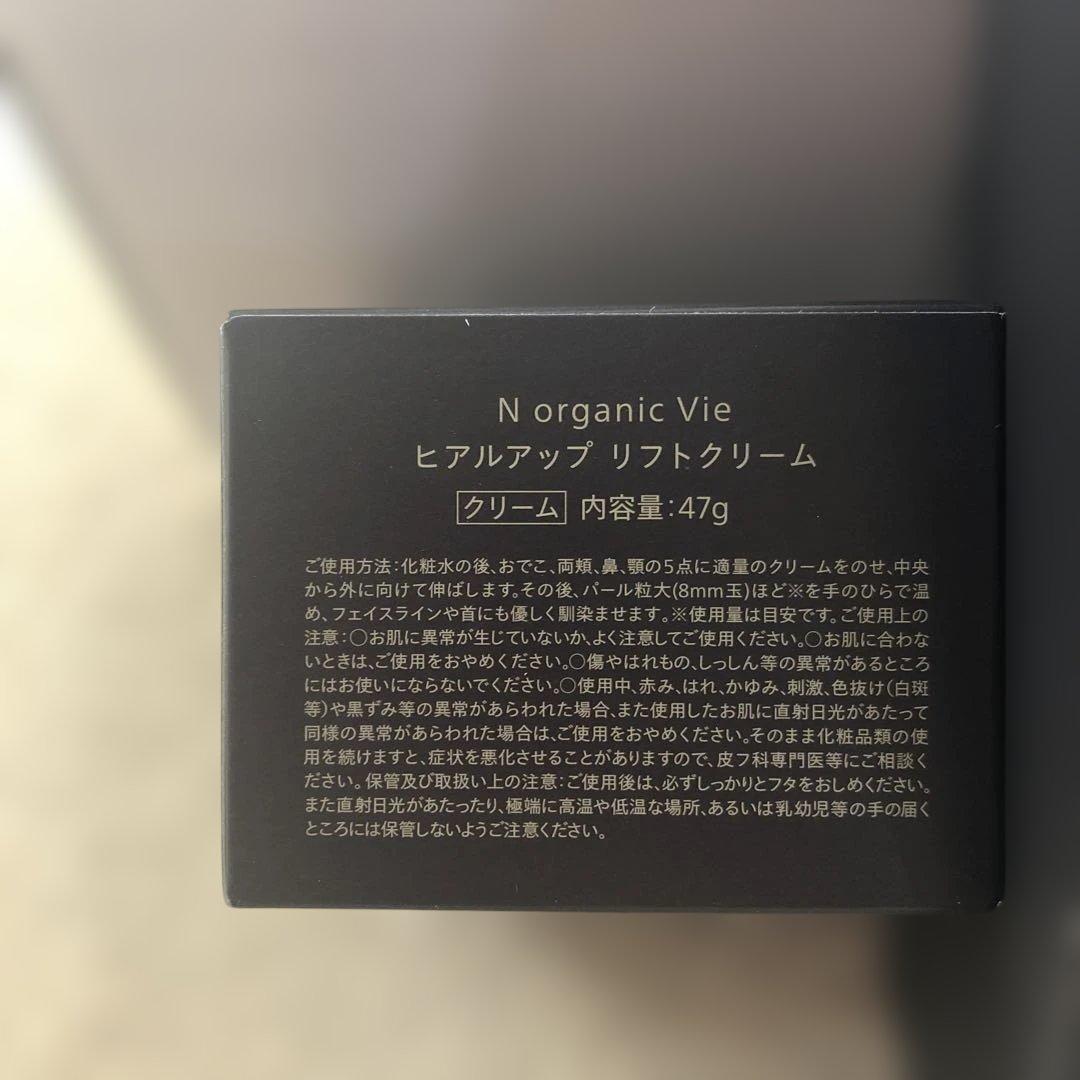 N organic Vie
ヒアルアップ リフトクリーム
クリーム 内容量:47g
ご使用方法:化粧水の後、おでこ、両頬、鼻、顎の5点に適量のクリームをのせ、中央
から外に向けて伸ばします。その後、パール粒大(8mm玉)ほど※を手のひらで温
め、フェイスラインや首にも優しく馴染ませます。※使用量は目安です。ご使用上の
注意:○お肌に異常が生じていないか、よく注意してご使用ください。○お肌に合わな
いときは、ご使用をおやめください。○傷やはれもの、しっしん等の異常があるところ
にはお使いにならないでください。○使用中、赤み、はれ、かゆみ、刺激、色抜け(白斑
等)や黒ずみ等の異常があらわれた場合、また使用したお肌に直射日光があたって
同様の異常があらわれた場合は、ご使用をおやめください。そのまま化粧品類の使
用を続けますと、症状を悪化させることがありますので、皮フ科専門医等にご相談く
ださい。保管及び取扱い上の注意:ご使用後は、必ずしっかりとフタをおしめください。
また直射日光があたったり、極端に高温や低温な場所、あるいは乳幼児等の手の届く
ところには保管しないようご注意ください。